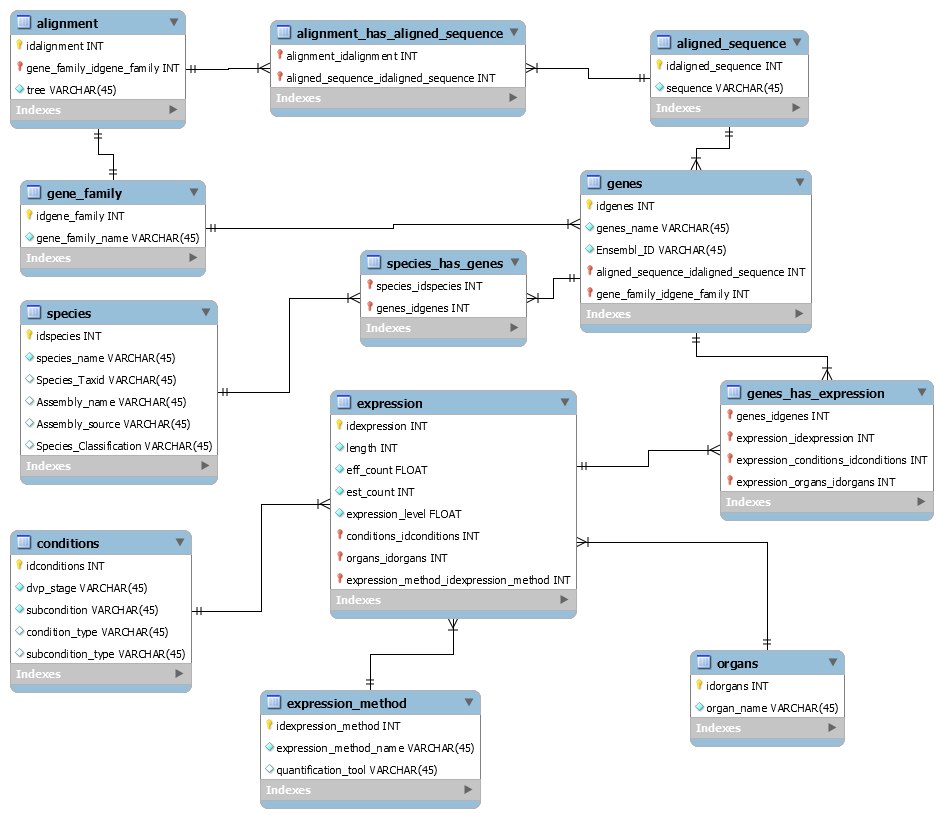 alignment
idalignment INT
gene_family_idgene_family INT
tree VARCHAR(45)
Indexes
alignment_has_aligned_sequence
alignment_idalignment INT
aligned_sequence_idaligned_sequence INT
Indexes
aligned_sequence
idaligned_sequence INT
sequence VARCHAR(45)
Indexes
gene_family
idgene_family INT
gene_family_name VARCHAR(45)
Indexes
genes
idgenes INT
genes_name VARCHAR(45)
Ensembl_ID VARCHAR(45)
aligned_sequence_idaligned_sequence INT
gene_family_idgene_family INT
Indexes
species_has_genes
species_idspecies INT
genes_idgenes INT
Indexes
species
idspecies INT
species_name VARCHAR(45)
Species_Taxid VARCHAR(45)
Assembly_name VARCHAR(45)
Assembly_source VARCHAR(45)
Species_Classification VARCHAR(45)
Indexes
expression
idexpression INT
length INT
eff_count FLOAT
est_count INT
expression_level FLOAT
conditions_idconditions INT
organs_idorgans INT
expression_method_idexpression_method INT
Indexes
genes_has_expression
genes_idgenes INT
expression_idexpression INT
expression_conditions_idconditions INT
expression_organs_idorgans INT
Indexes
conditions
idconditions INT
dvp_stage VARCHAR(45)
subcondition VARCHAR(45)
condition_type VARCHAR(45)
subcondition_type VARCHAR(45)
Indexes
organs
idorgans INT
organ_name VARCHAR(45)
Indexes
expression_method
idexpression_method INT
expression_method_name VARCHAR(45)
quantification_tool VARCHAR(45)
Indexes